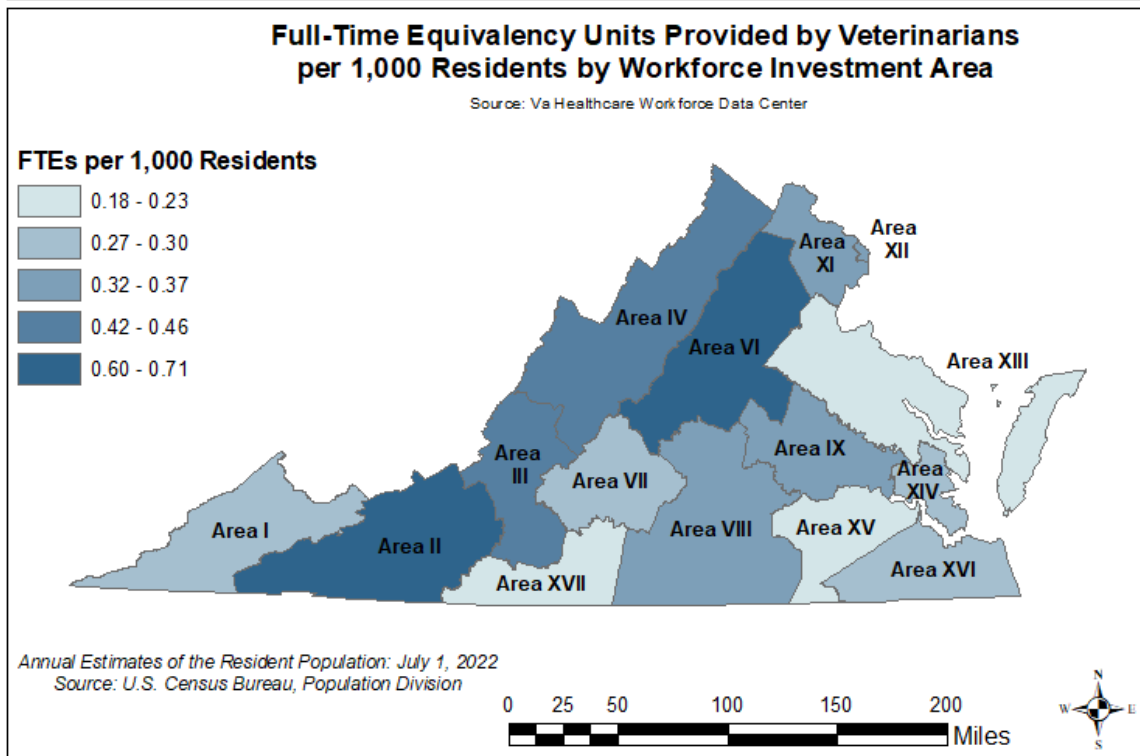 Full-Time Equivalency Units Provided by Veterinarians
per 1,000 Residents by Workforce Investment Area
Source: Va Healthcare Workforce Data Center
FTEs per 1,000 Residents
0.18 - 0.23
0.27 - 0.30
0.32 - 0.37
0.42 - 0.46
0.60 - 0.71
Area
XI
Area
XII
Area IV
Area VI
Area XIII
Area
III
Area VII
Area IX
Area
XIV
Area I
Area II
Area VIII
Area XV
Area XVII
Area XVI
Annual Estimates of the Resident Population: July 1, 2022
Source: U.S. Census Bureau, Population Division
0 25 50 100 150 200
Miles
N
W E
S